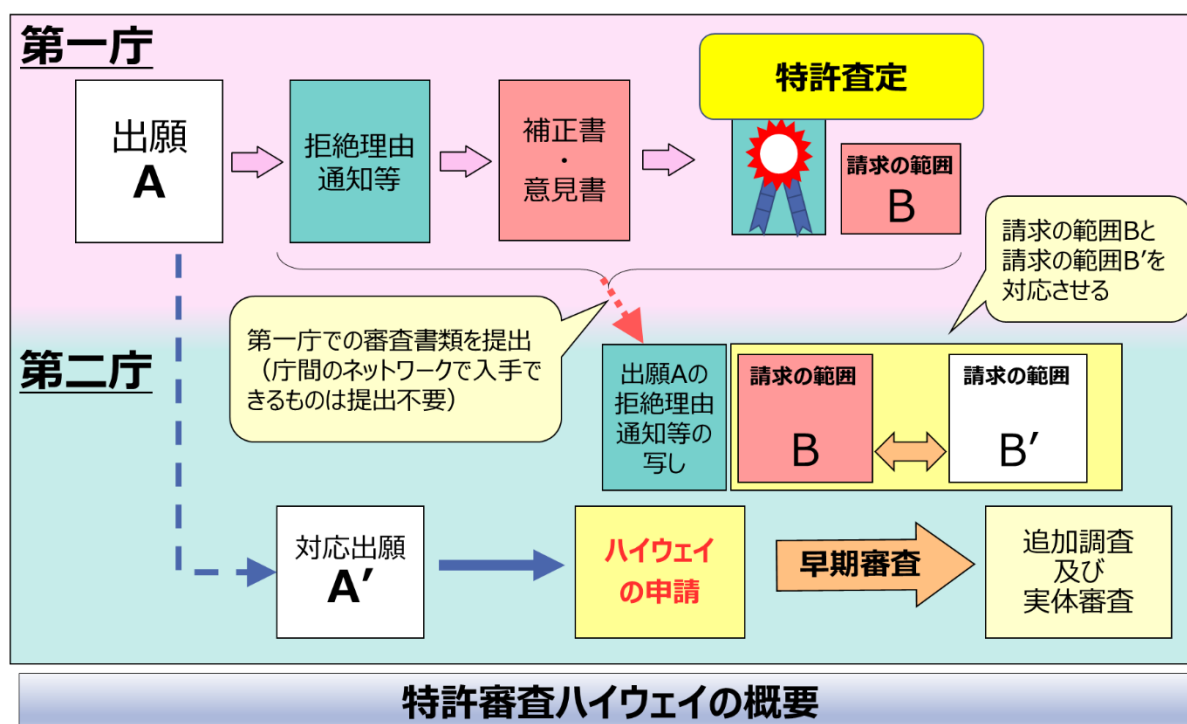 第一庁
出願
A
拒絶理由
通知等
補正書
・
意見書
特許査定
請求の範囲
B
請求の範囲Bと
請求の範囲B′を
対応させる
第一庁での審査書類を提出
（庁間のネットワークで入手で
きるものは提出不要）
第二庁
出願Aの
拒絶理由
通知等の
写し
請求の範囲
B
請求の範囲
B′
対応出願
A′
ハイウェイ
の申請
早期審査
追加調査
及び
実体審査
特許審査ハイウェイの概要